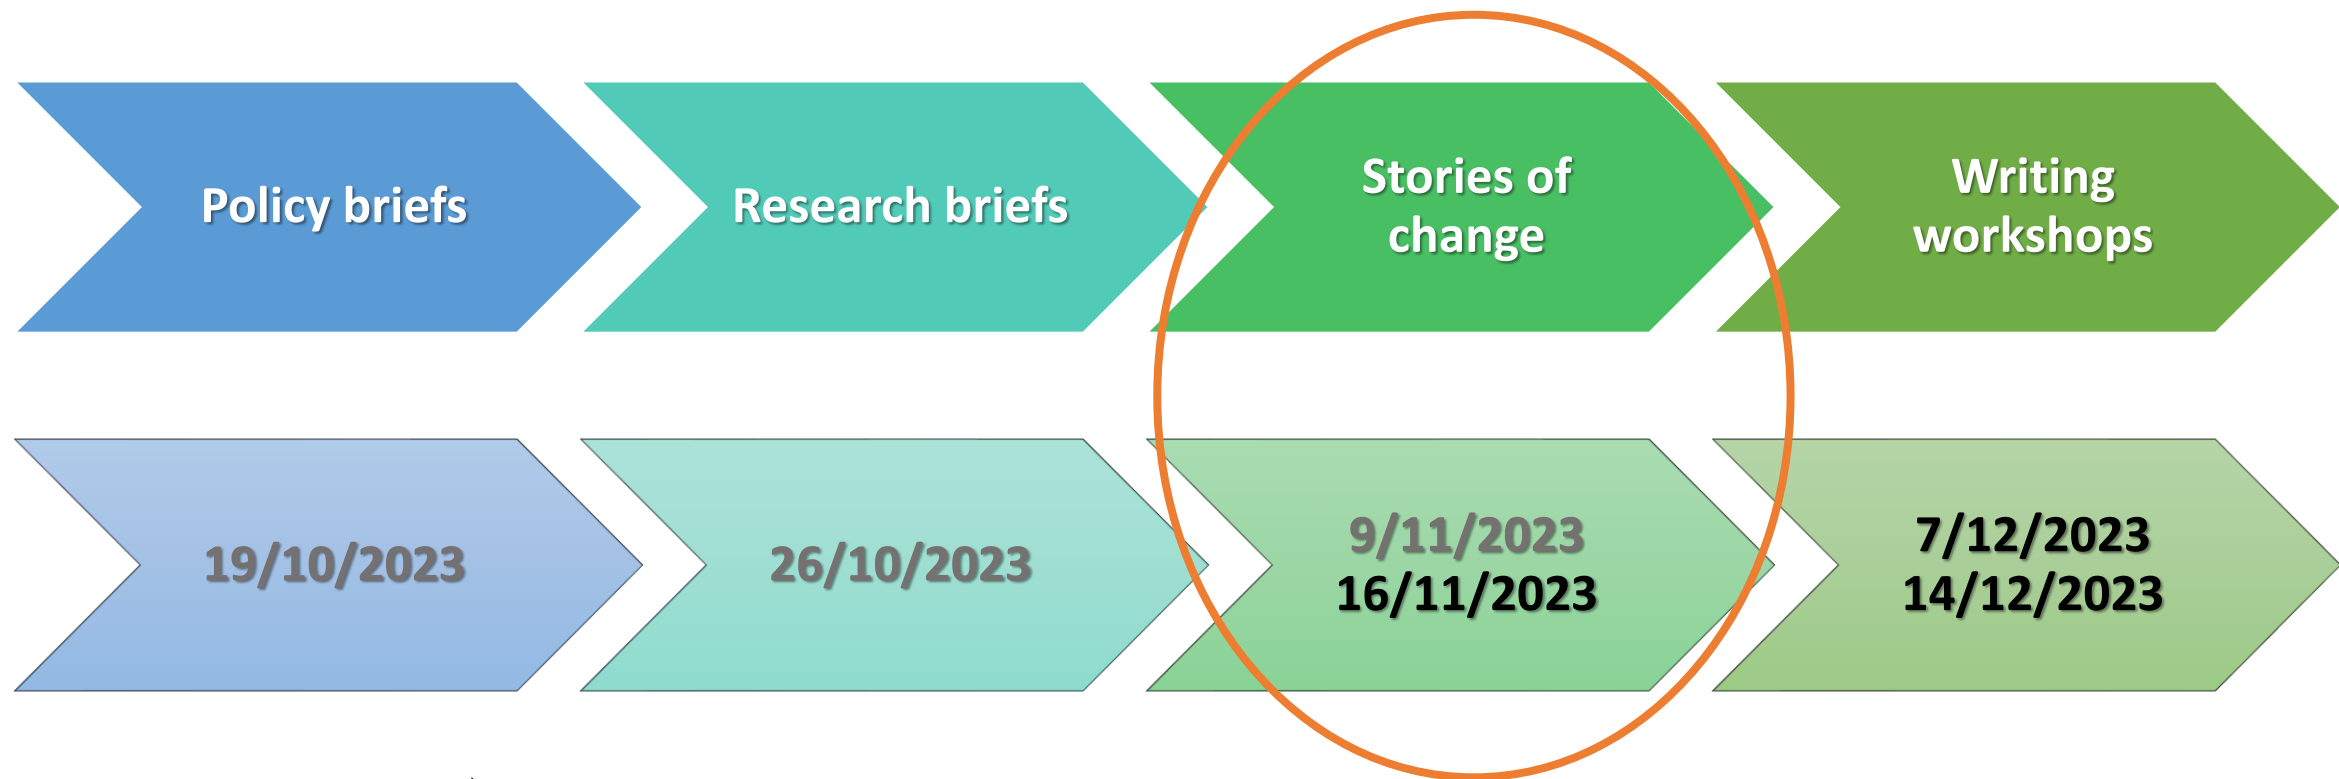 Policy briefs
Research briefs
Stories of
change
Writing
workshops
19/10/2023
26/10/2023
9/11/2023
16/11/2023
7/12/2023
14/12/2023